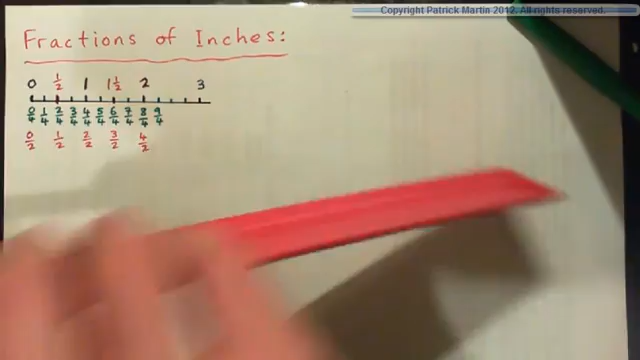 Copyright Patrick Martin 2012. All rights reserved.
Fractions of Inches:
0 1/2 1 1 1/2 2 3
0/4 1/4 2/4 3/4 4/4 5/4 6/4 7/4 8/4 9/4
0/2 1/2 2/2 3/2 4/2